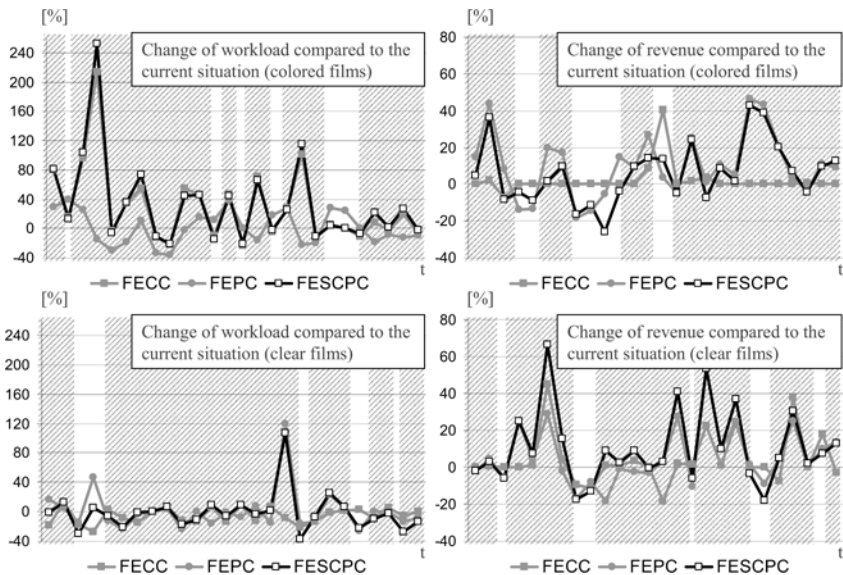 [%]
Change of workload compared to the
current situation (colored films)
240
200
160
120
80
40
0
-40
t
FECC FEPC FESCPC
[%]
Change of revenue compared to the
current situation (colored films)
80
60
40
20
0
-20
-40
t
FECC FEPC FESCPC
[%]
Change of workload compared to the
current situation (clear films)
240
200
160
120
80
40
0
-40
t
FECC FEPC FESCPC
[%]
Change of revenue compared to the
current situation (clear films)
80
60
40
20
0
-20
-40
t
FECC FEPC FESCPC